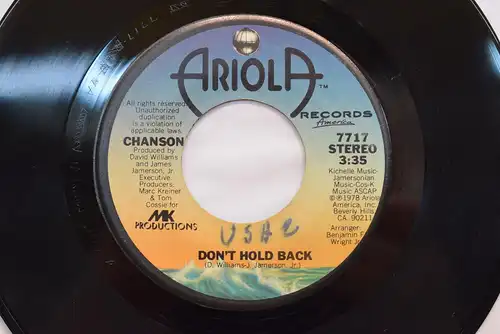 ARIOLA™
RECORDS
America
All rights reserved.
Unauthorized
duplication
is a violation of
applicable laws.
CHANSON
Produced by
David Williams
and James
Jamerson, Jr.
Executive
Producers:
Marc Kreiner
& Tom
Cossie for
MK
PRODUCTIONS
7717
STEREO
3:35
Kichelle Music-
Jamersonian
Music-Cos-K
Music ASCAP
℗©1978 Ariola
America, Inc.
Beverly Hills
CA. 90211
Arranger:
Benjamin F.
Wright Jr.
USA2
DON'T HOLD BACK
(D. Williams-J. Jamerson, Jr.)